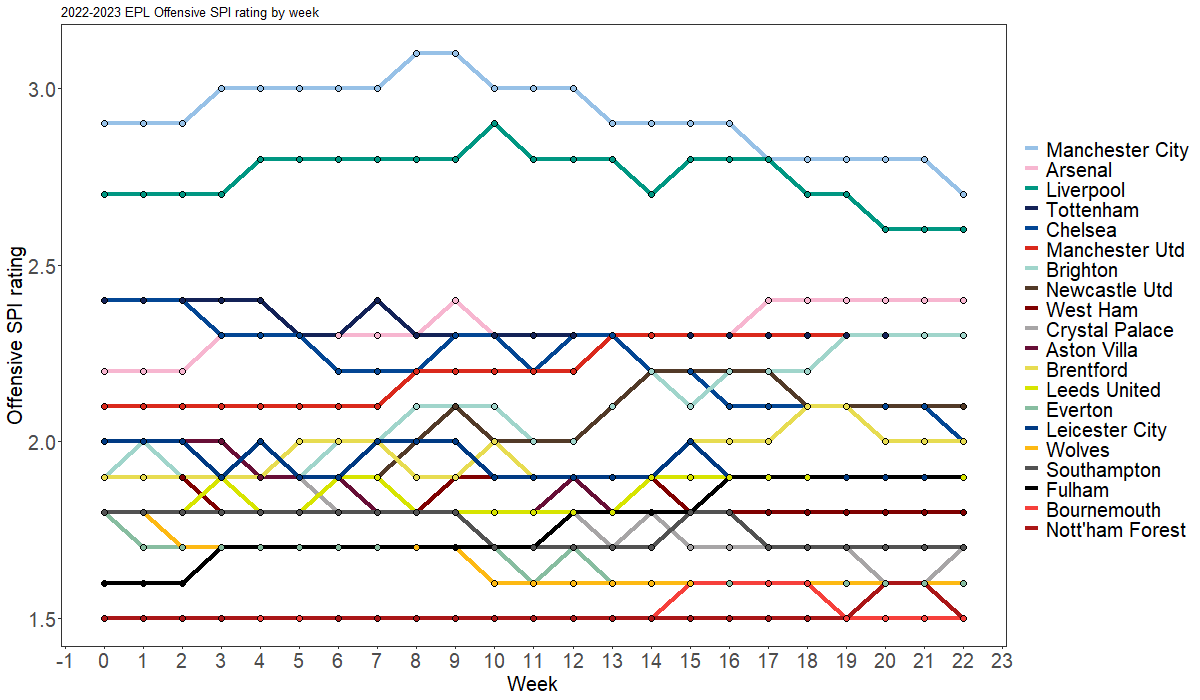 2022-2023 EPL Offensive SPI rating by week
Offensive SPI rating
3.0
2.5
2.0
1.5
-1 0 1 2 3 4 5 6 7 8 9 10 11 12 13 14 15 16 17 18 19 20 21 22 23
Week
Manchester City
Arsenal
Liverpool
Tottenham
Chelsea
Manchester Utd
Brighton
Newcastle Utd
West Ham
Crystal Palace
Aston Villa
Brentford
Leeds United
Everton
Leicester City
Wolves
Southampton
Fulham
Bournemouth
Nott'ham Forest